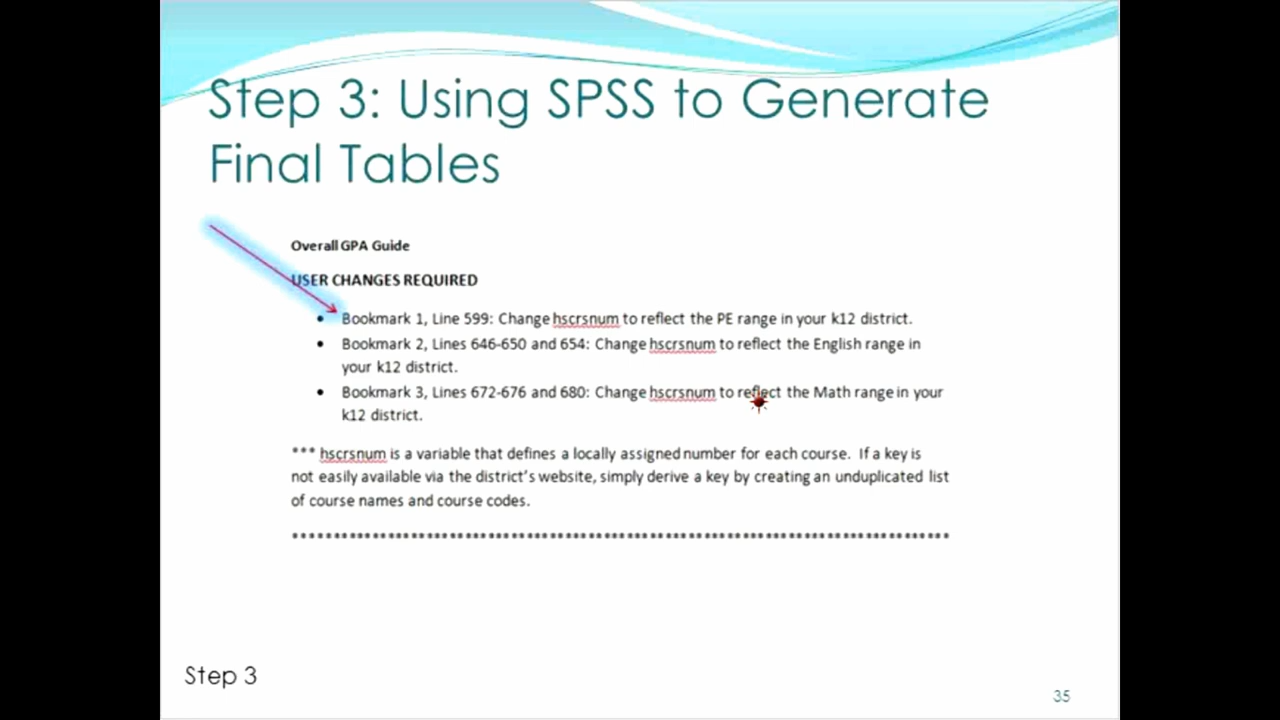 Step 3: Using SPSS to Generate
Final Tables
Overall GPA Guide
USER CHANGES REQUIRED
• Bookmark 1, Line 599: Change hscrsnum to reflect the PE range in your k12 district.
• Bookmark 2, Lines 646-650 and 654: Change hscrsnum to reflect the English range in
your k12 district.
• Bookmark 3, Lines 672-676 and 680: Change hscrsnum to reflect the Math range in your
k12 district.
*** hscrsnum is a variable that defines a locally assigned number for each course. If a key is
not easily available via the district's website, simply derive a key by creating an unduplicated list
of course names and course codes.
Step 3
35